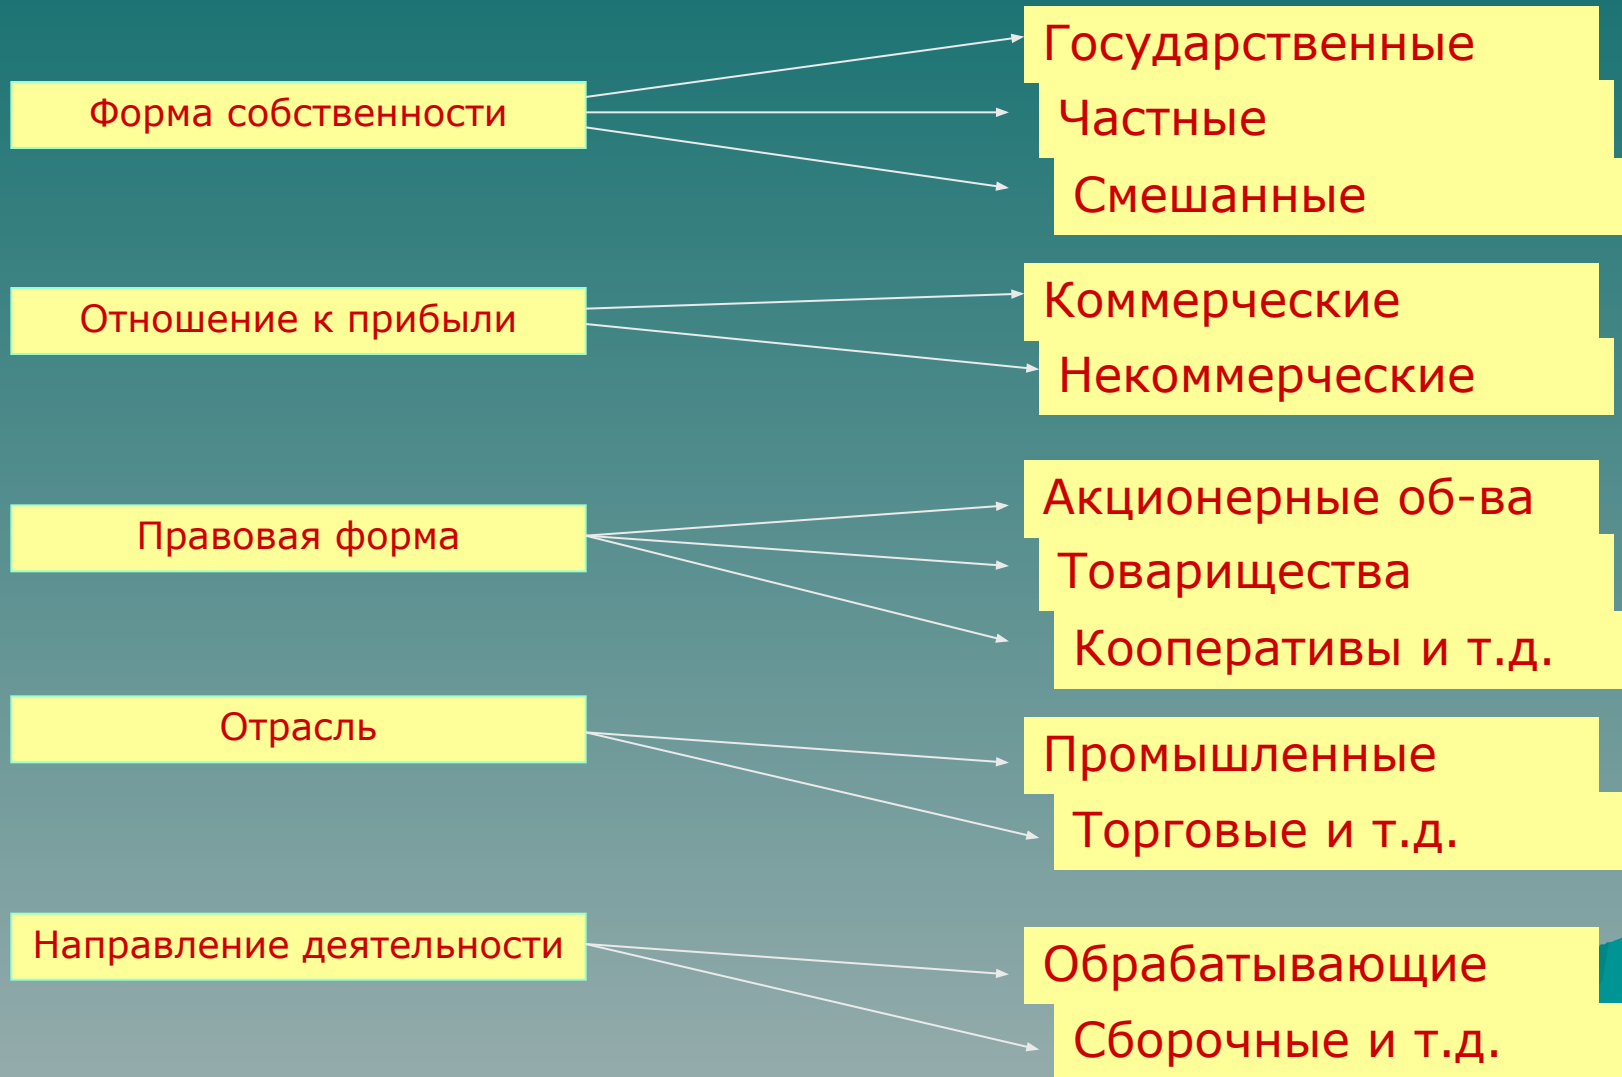 Форма собственности
Государственные
Частные
Смешанные
Отношение к прибыли
Коммерческие
Некоммерческие
Правовая форма
Акционерные об-ва
Товарищества
Кооперативы и т.д.
Отрасль
Промышленные
Торговые и т.д.
Направление деятельности
Обрабатывающие
Сборочные и т.д.